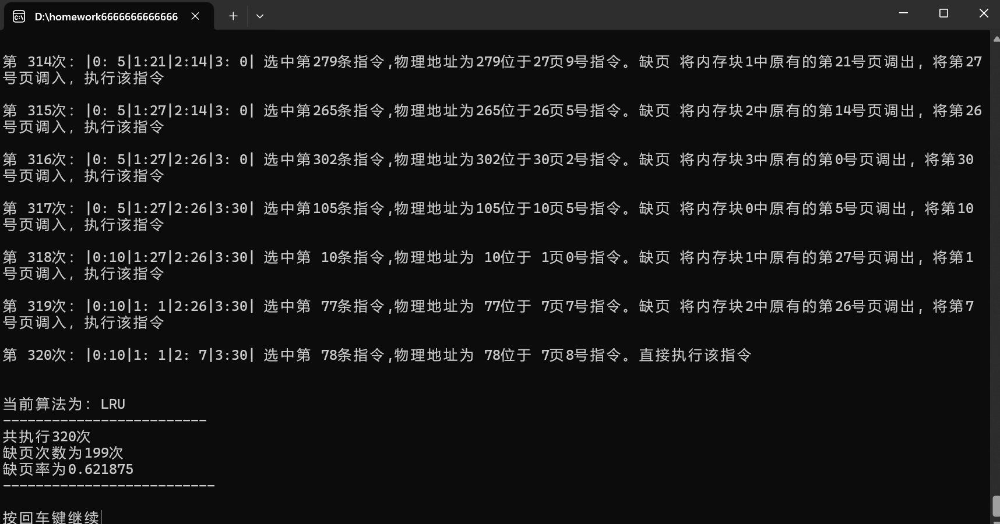 D:\homework6666666666666
第 314次：|0: 5|1:21|2:14|3: 0| 选中第279条指令,物理地址为279位于27页9号指令。缺页 将内存块1中原有的第21号页调出，将第27
号页调入，执行该指令
第 315次：|0: 5|1:27|2:14|3: 0| 选中第265条指令,物理地址为265位于26页5号指令。缺页 将内存块2中原有的第14号页调出，将第26
号页调入，执行该指令
第 316次：|0: 5|1:27|2:26|3: 0| 选中第302条指令,物理地址为302位于30页2号指令。缺页 将内存块3中原有的第0号页调出，将第30
号页调入，执行该指令
第 317次：|0: 5|1:27|2:26|3:30| 选中第105条指令,物理地址为105位于10页5号指令。缺页 将内存块0中原有的第5号页调出，将第10
号页调入，执行该指令
第 318次：|0:10|1:27|2:26|3:30| 选中第 10条指令,物理地址为 10位于 1页0号指令。缺页 将内存块1中原有的第27号页调出，将第1
号页调入，执行该指令
第 319次：|0:10|1: 1|2:26|3:30| 选中第 77条指令,物理地址为 77位于 7页7号指令。缺页 将内存块2中原有的第26号页调出，将第7
号页调入，执行该指令
第 320次：|0:10|1: 1|2: 7|3:30| 选中第 78条指令,物理地址为 78位于 7页8号指令。直接执行该指令
当前算法为：LRU
-------------------------
共执行320次
缺页次数为199次
缺页率为0.621875
--------------------------
按回车键继续